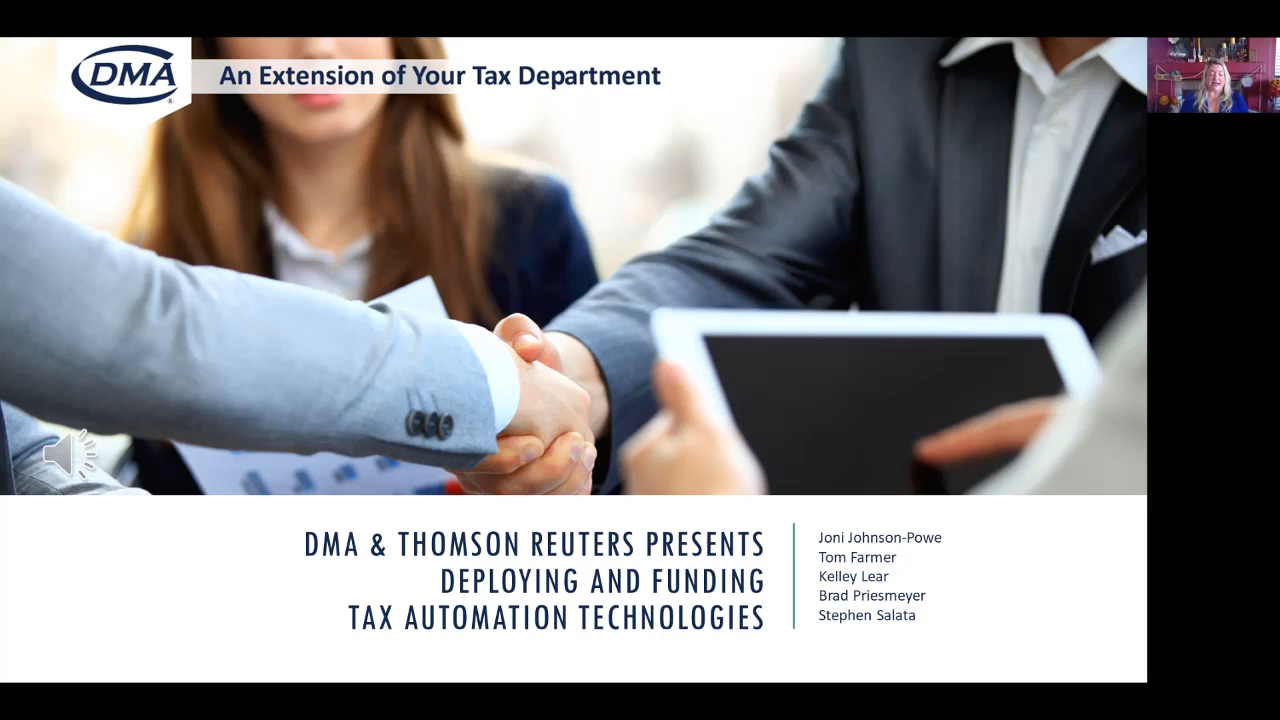 DMA
®
An Extension of Your Tax Department
DMA & THOMSON REUTERS PRESENTS
DEPLOYING AND FUNDING
TAX AUTOMATION TECHNOLOGIES
Joni Johnson-Powe
Tom Farmer
Kelley Lear
Brad Priesmeyer
Stephen Salata